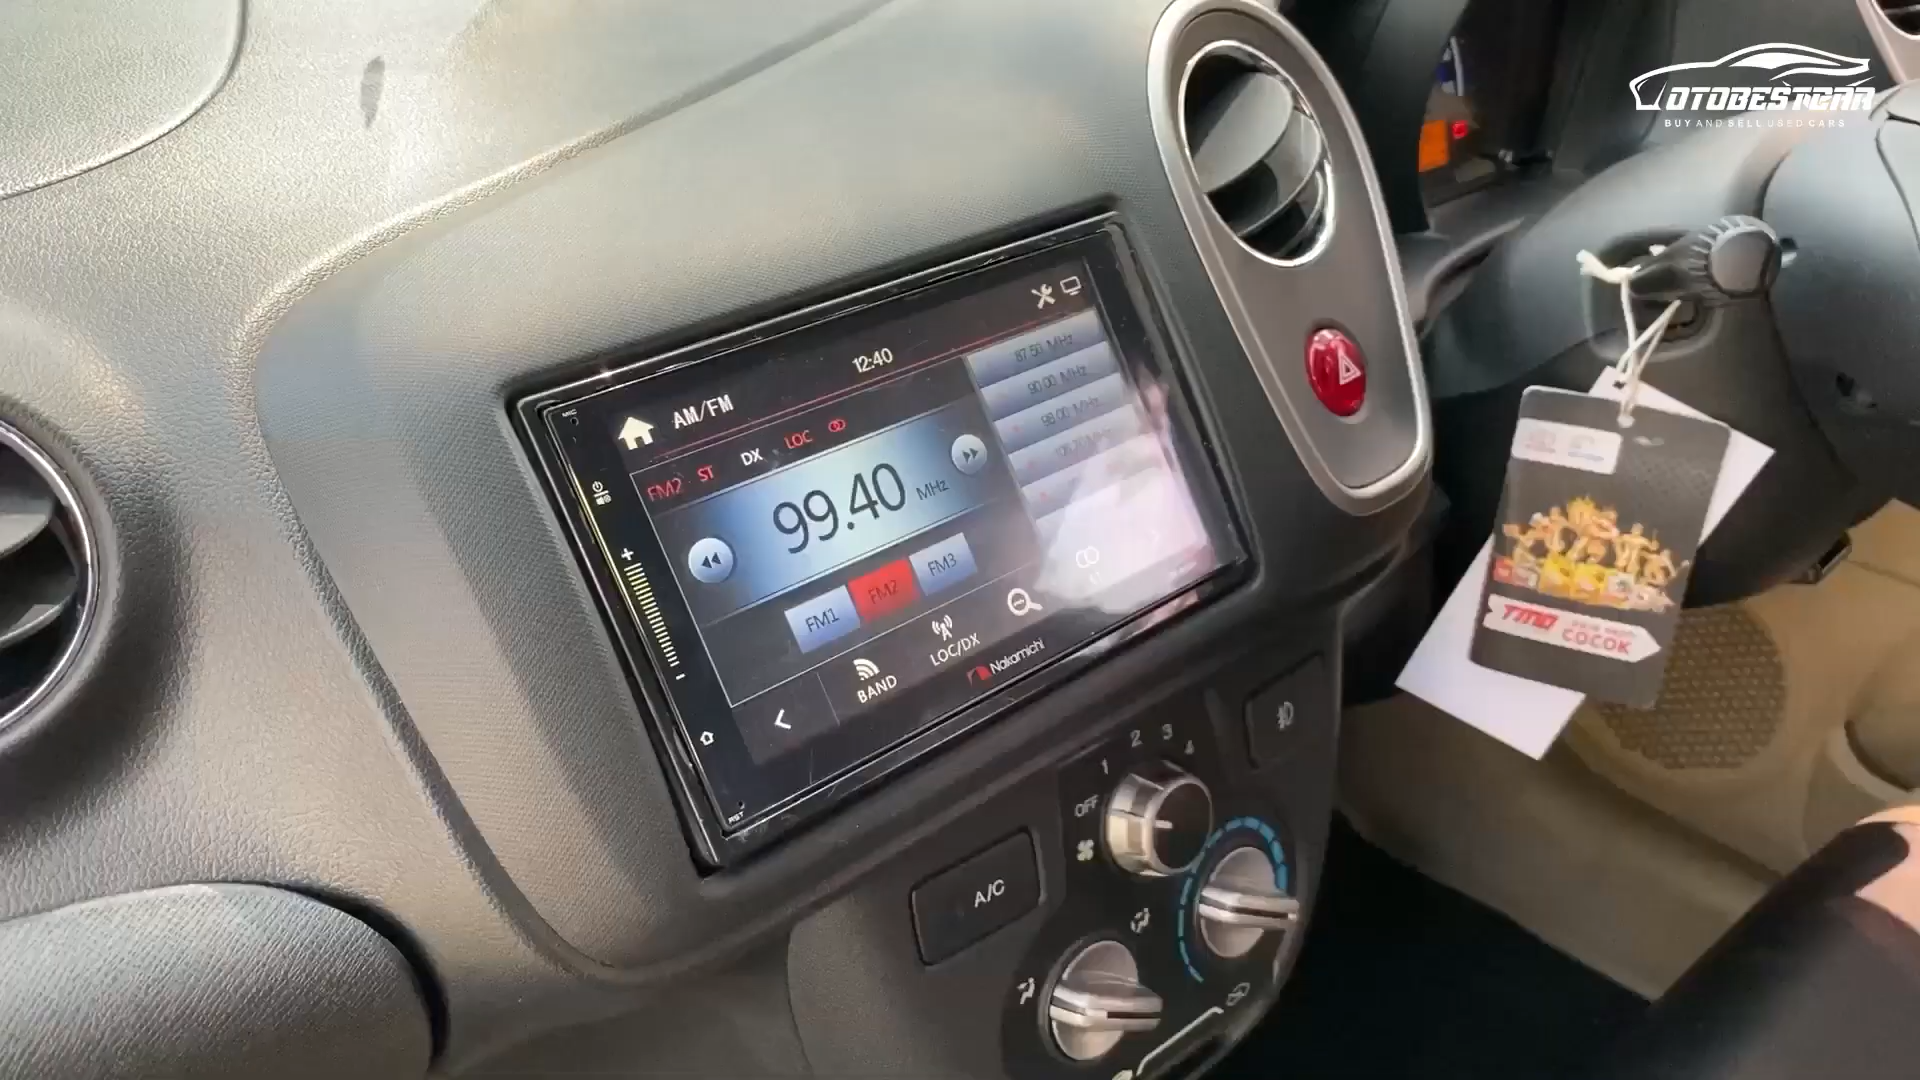 OTOBESTCAR
BUY AND SELL USED CARS
12:40
AM/FM
FM2 ST DX LOC
87.50 MHz
90.00 MHz
98.00 MHz
99.40 MHz
FM1 FM2 FM3
BAND LOC/DX
Nakamichi
MIC
RST
OFF 1 2 3 4
A/C
TMO
COCOK